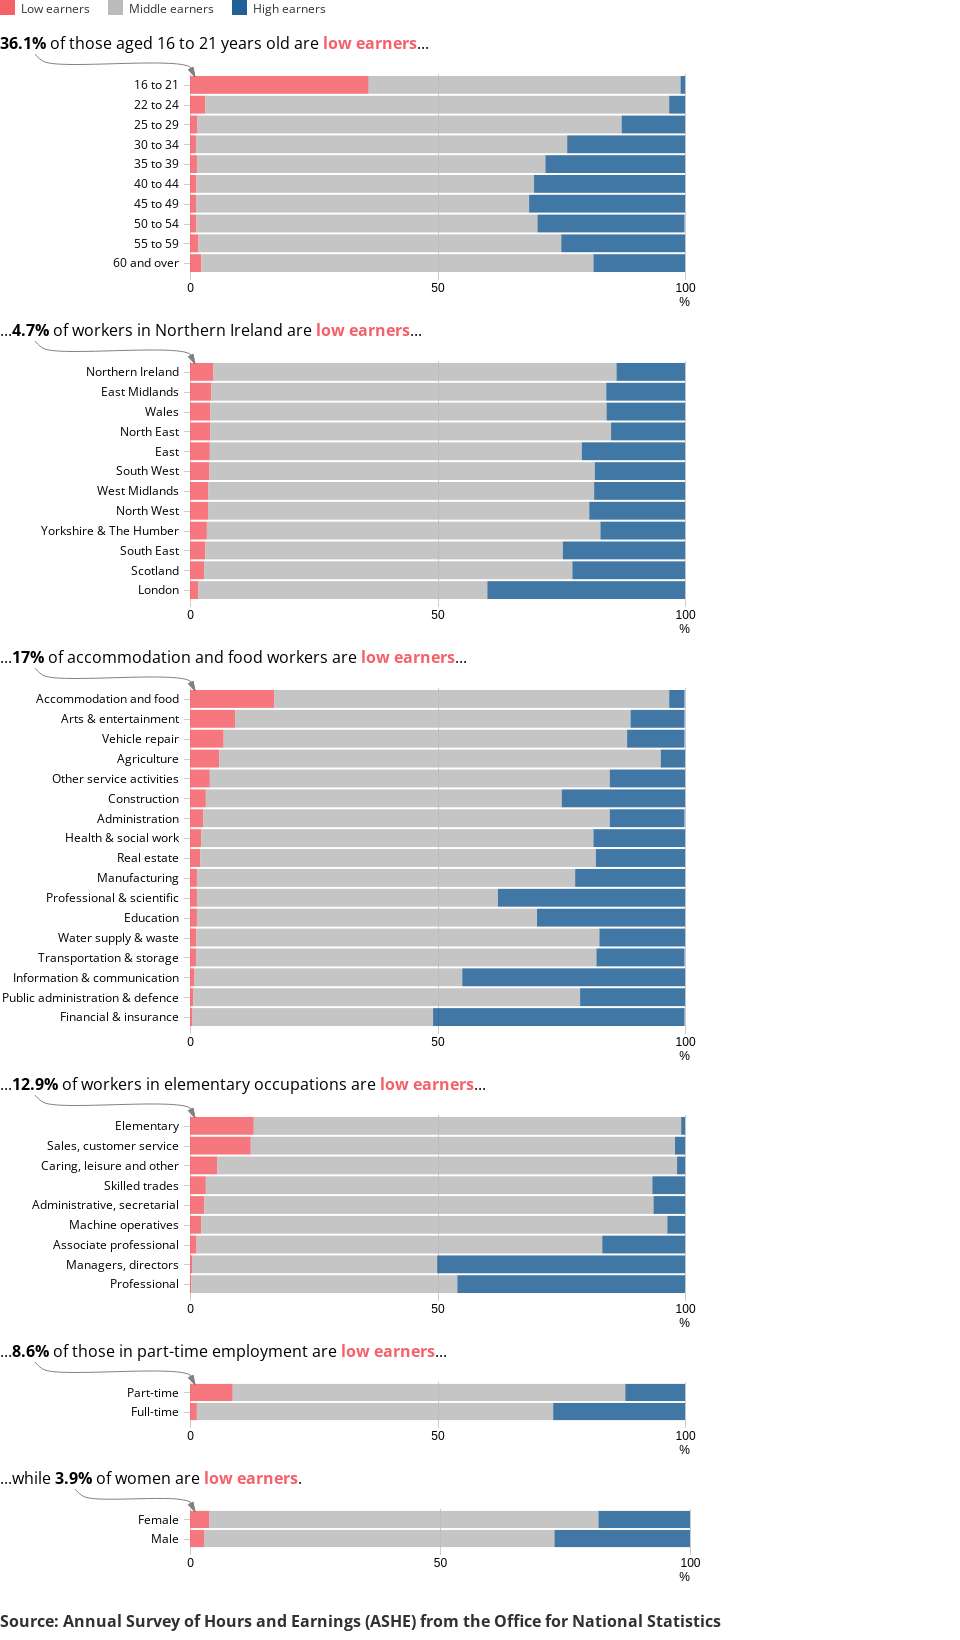 Low earners Middle earners High earners
36.1% of those aged 16 to 21 years old are low earners...
16 to 21
22 to 24
25 to 29
30 to 34
35 to 39
40 to 44
45 to 49
50 to 54
55 to 59
60 and over
0 50 100
%
...4.7% of workers in Northern Ireland are low earners...
Northern Ireland
East Midlands
Wales
North East
East
South West
West Midlands
North West
Yorkshire & The Humber
South East
Scotland
London
0 50 100
%
...17% of accommodation and food workers are low earners...
Accommodation and food
Arts & entertainment
Vehicle repair
Agriculture
Other service activities
Construction
Administration
Health & social work
Real estate
Manufacturing
Professional & scientific
Education
Water supply & waste
Transportation & storage
Information & communication
Public administration & defence
Financial & insurance
0 50 100
%
...12.9% of workers in elementary occupations are low earners...
Elementary
Sales, customer service
Caring, leisure and other
Skilled trades
Administrative, secretarial
Machine operatives
Associate professional
Managers, directors
Professional
0 50 100
%
...8.6% of those in part-time employment are low earners...
Part-time
Full-time
0 50 100
%
...while 3.9% of women are low earners.
Female
Male
0 50 100
%
Source: Annual Survey of Hours and Earnings (ASHE) from the Office for National Statistics